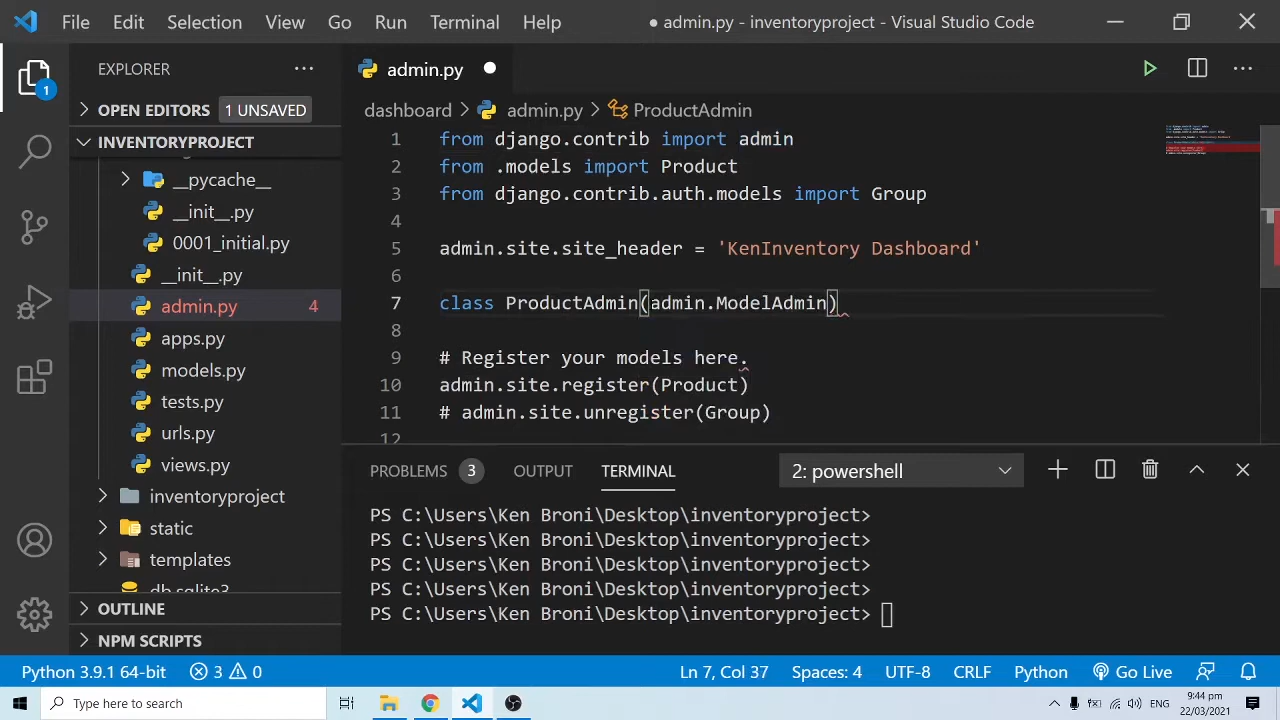 File Edit Selection View Go Run Terminal Help ● admin.py - inventoryproject - Visual Studio Code
EXPLORER
OPEN EDITORS 1 UNSAVED
INVENTORYPROJECT
__pycache__
__init__.py
0001_initial.py
__init__.py
admin.py 4
apps.py
models.py
tests.py
urls.py
views.py
inventoryproject
static
templates
db.sqlite3
OUTLINE
NPM SCRIPTS
1
admin.py
dashboard > admin.py > ProductAdmin
1 from django.contrib import admin
2 from .models import Product
3 from django.contrib.auth.models import Group
4
5 admin.site.site_header = 'KenInventory Dashboard'
6
7 class ProductAdmin(admin.ModelAdmin)
8
9 # Register your models here.
10 admin.site.register(Product)
11 # admin.site.unregister(Group)
12
PROBLEMS 3 OUTPUT TERMINAL 2: powershell
PS C:\Users\Ken Broni\Desktop\inventoryproject>
PS C:\Users\Ken Broni\Desktop\inventoryproject>
PS C:\Users\Ken Broni\Desktop\inventoryproject>
PS C:\Users\Ken Broni\Desktop\inventoryproject>
PS C:\Users\Ken Broni\Desktop\inventoryproject>
Python 3.9.1 64-bit 3 0 Ln 7, Col 37 Spaces: 4 UTF-8 CRLF Python Go Live
Type here to search
ENG
9:44 pm
22/03/2021